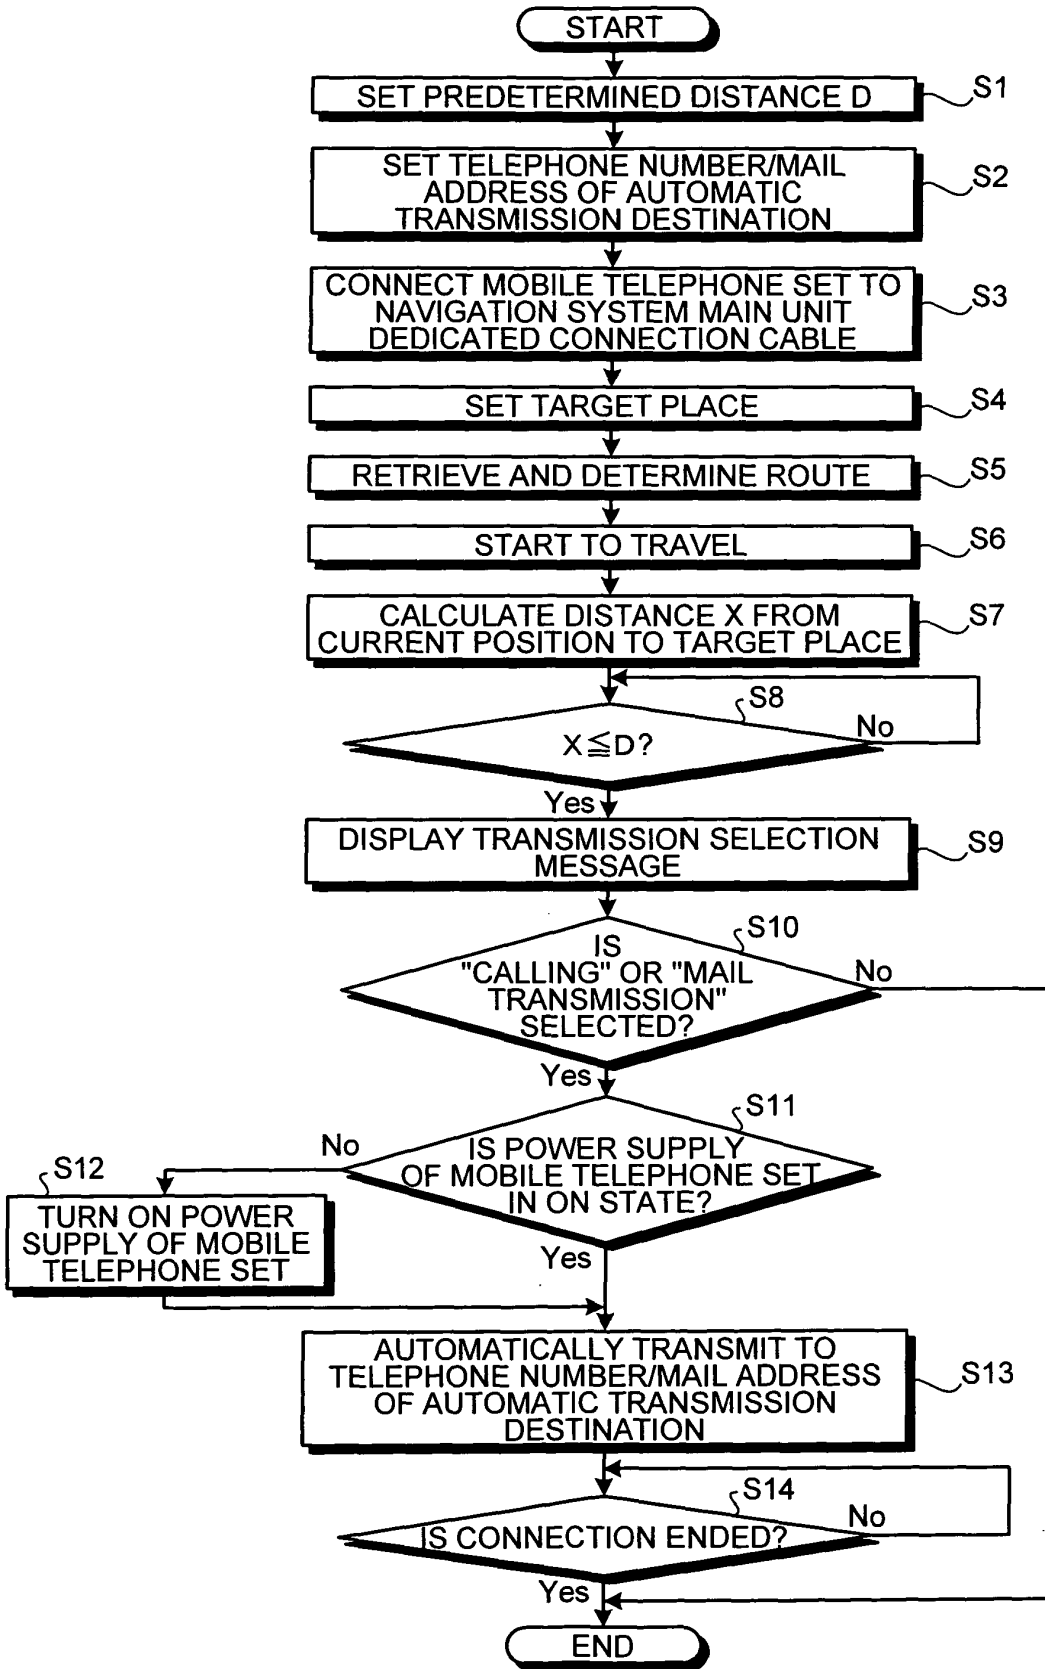 START
SET PREDETERMINED DISTANCE D
S1
SET TELEPHONE NUMBER/MAIL
ADDRESS OF AUTOMATIC
TRANSMISSION DESTINATION
S2
CONNECT MOBILE TELEPHONE SET TO
NAVIGATION SYSTEM MAIN UNIT
DEDICATED CONNECTION CABLE
S3
SET TARGET PLACE
S4
RETRIEVE AND DETERMINE ROUTE
S5
START TO TRAVEL
S6
CALCULATE DISTANCE X FROM
CURRENT POSITION TO TARGET PLACE
S7
S8
X≦D?
No
Yes
DISPLAY TRANSMISSION SELECTION
MESSAGE
S9
S10
IS
"CALLING" OR "MAIL
TRANSMISSION"
SELECTED?
No
Yes
S11
IS POWER SUPPLY
OF MOBILE TELEPHONE SET
IN ON STATE?
No
S12
TURN ON POWER
SUPPLY OF MOBILE
TELEPHONE SET
Yes
AUTOMATICALLY TRANSMIT TO
TELEPHONE NUMBER/MAIL ADDRESS
OF AUTOMATIC TRANSMISSION
DESTINATION
S13
S14
IS CONNECTION ENDED?
No
Yes
END